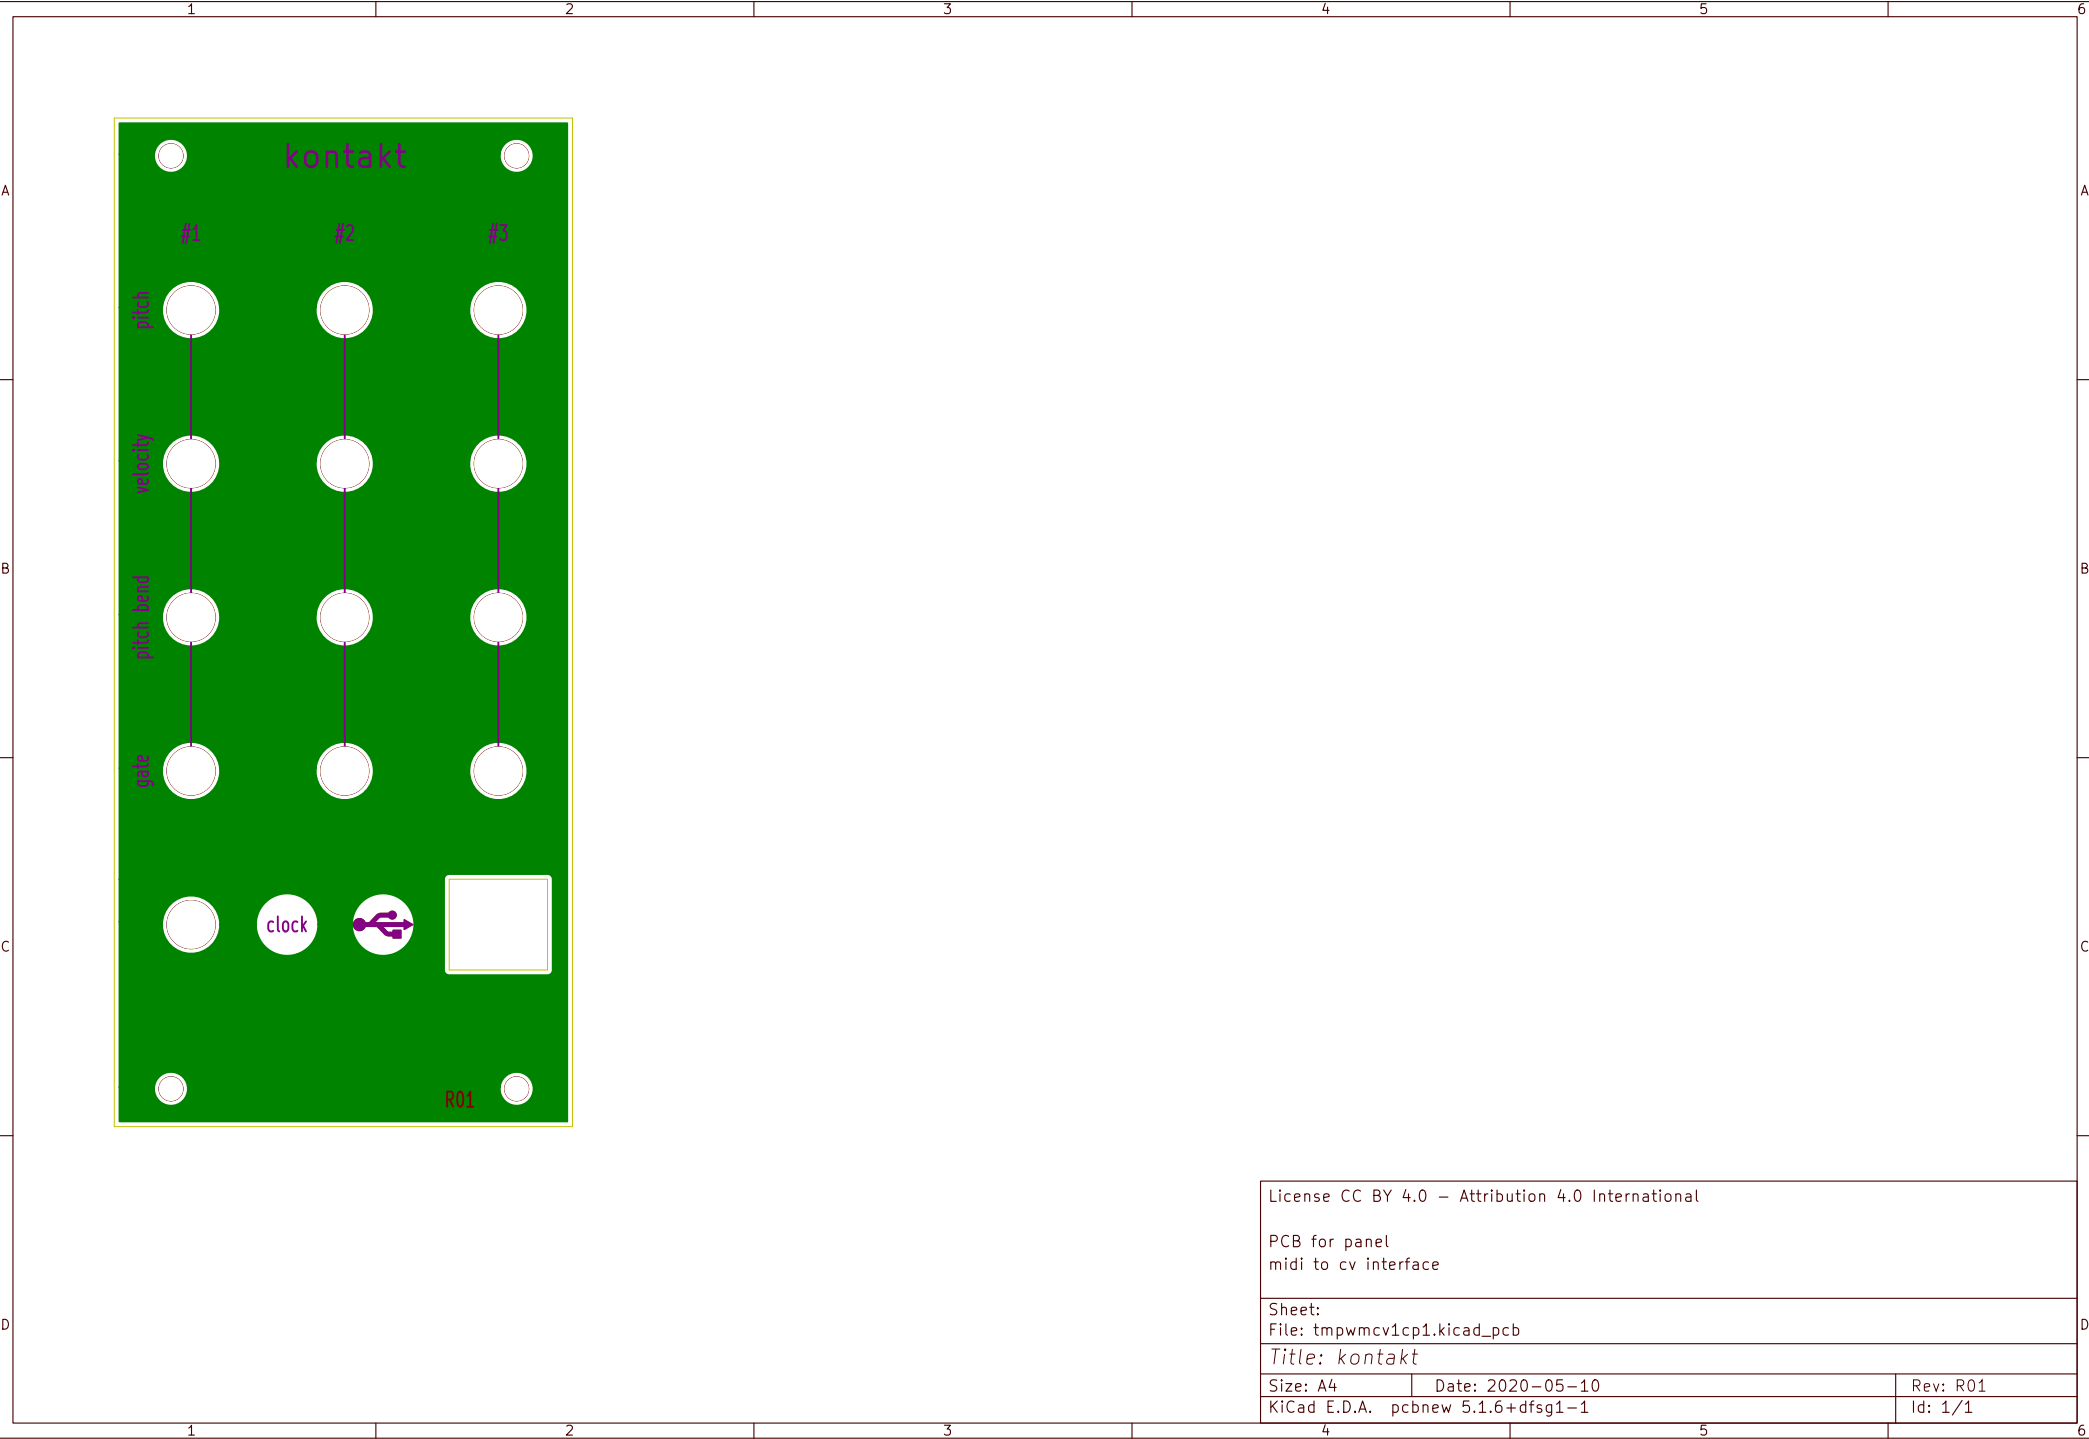 1 2 3 4 5 6
kontakt
A A
#1 #2 #3
pitch
velocity
B B
pitch bend
gate
clock
C C
R01
License CC BY 4.0 – Attribution 4.0 International
PCB for panel
midi to cv interface
Sheet:
D D
File: tmpwmcv1cp1.kicad_pcb
Title: kontakt
Size: A4 Date: 2020-05-10 Rev: R01
KiCad E.D.A. pcbnew 5.1.6+dfsg1-1 Id: 1/1
1 2 3 4 5 6